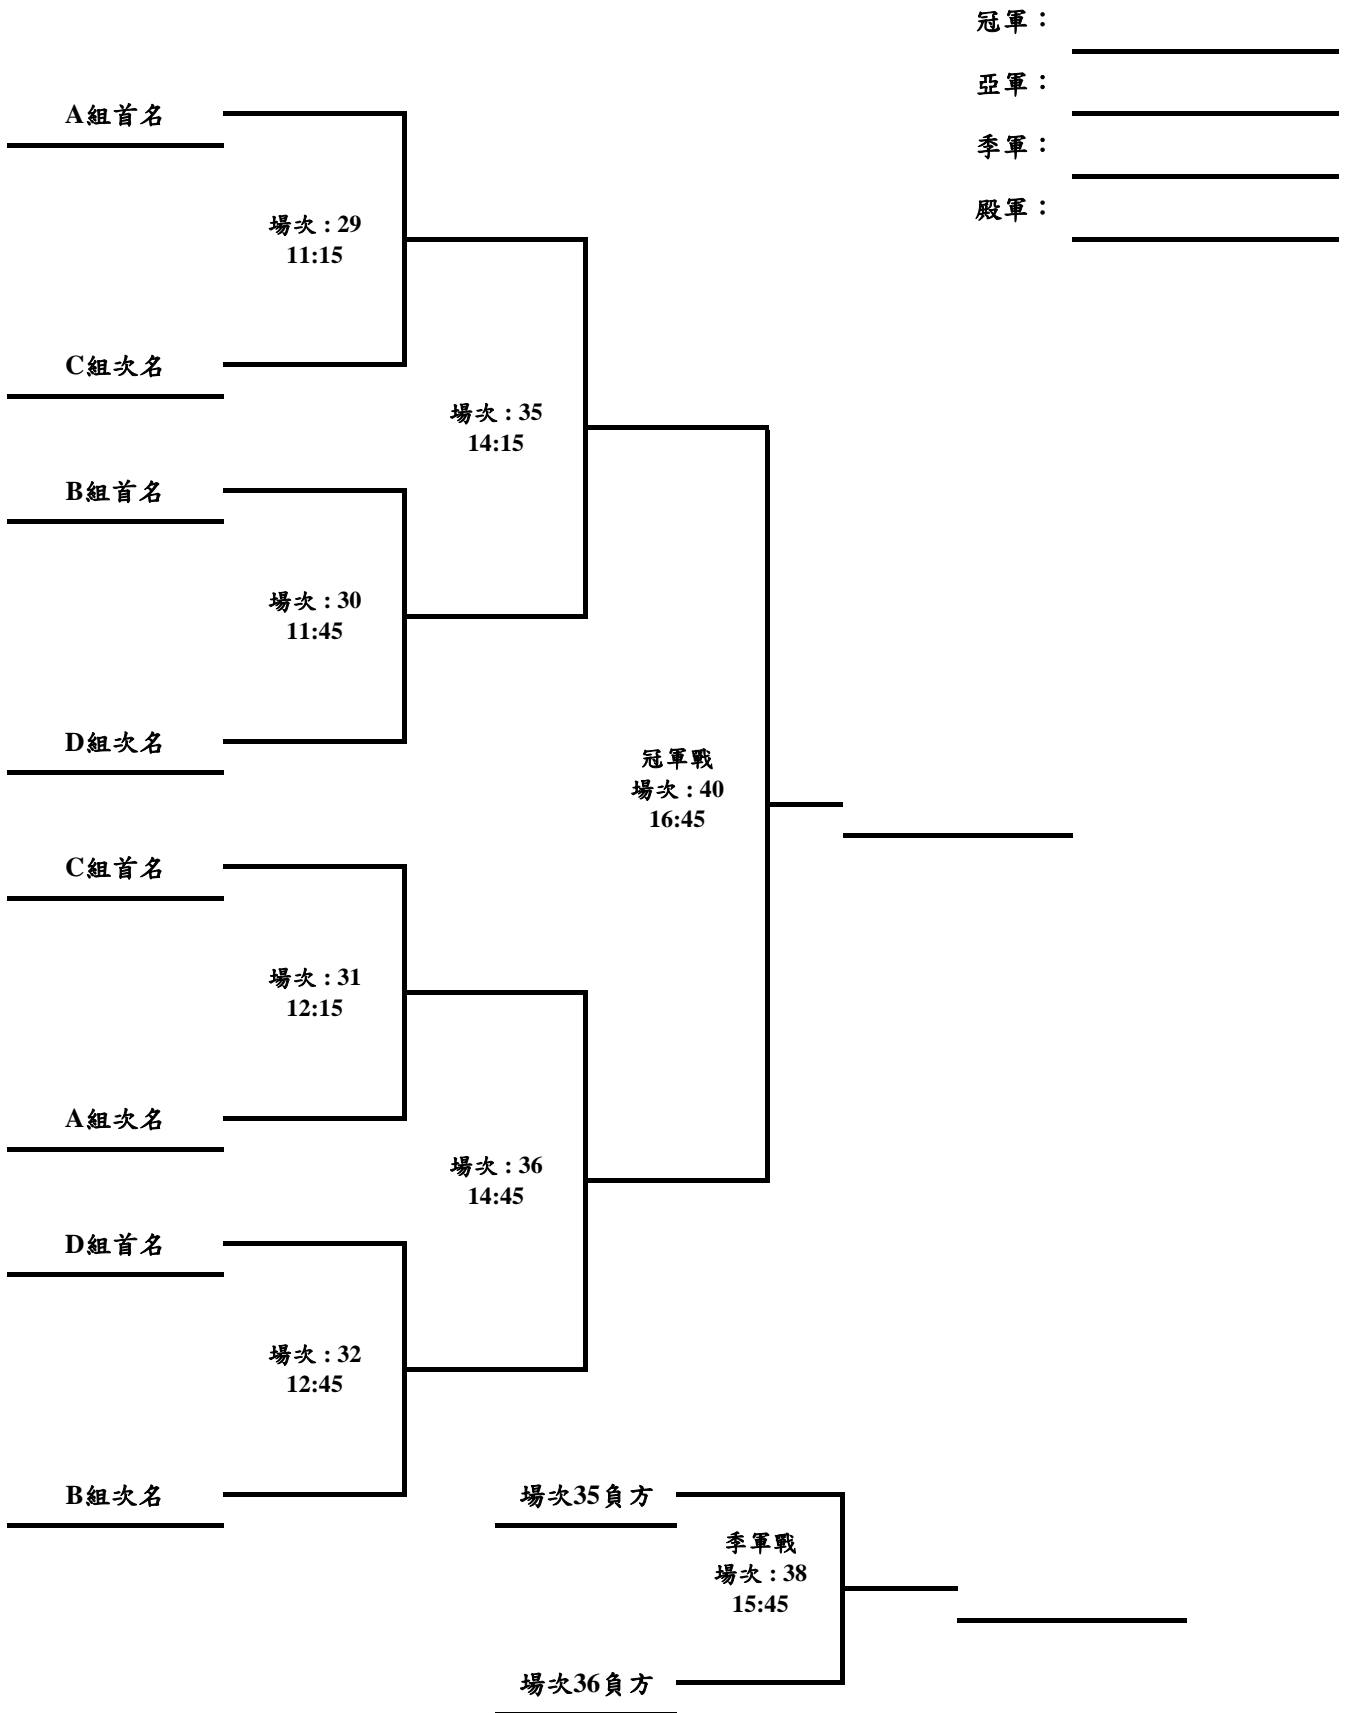 冠軍：
亞軍：
季軍：
殿軍：
A組首名
場次 : 29
11:15
C組次名
場次 : 35
14:15
B組首名
場次 : 30
11:45
D組次名
冠軍戰
場次 : 40
16:45
C組首名
場次 : 31
12:15
A組次名
場次 : 36
14:45
D組首名
場次 : 32
12:45
B組次名
場次35負方
季軍戰
場次 : 38
15:45
場次36負方